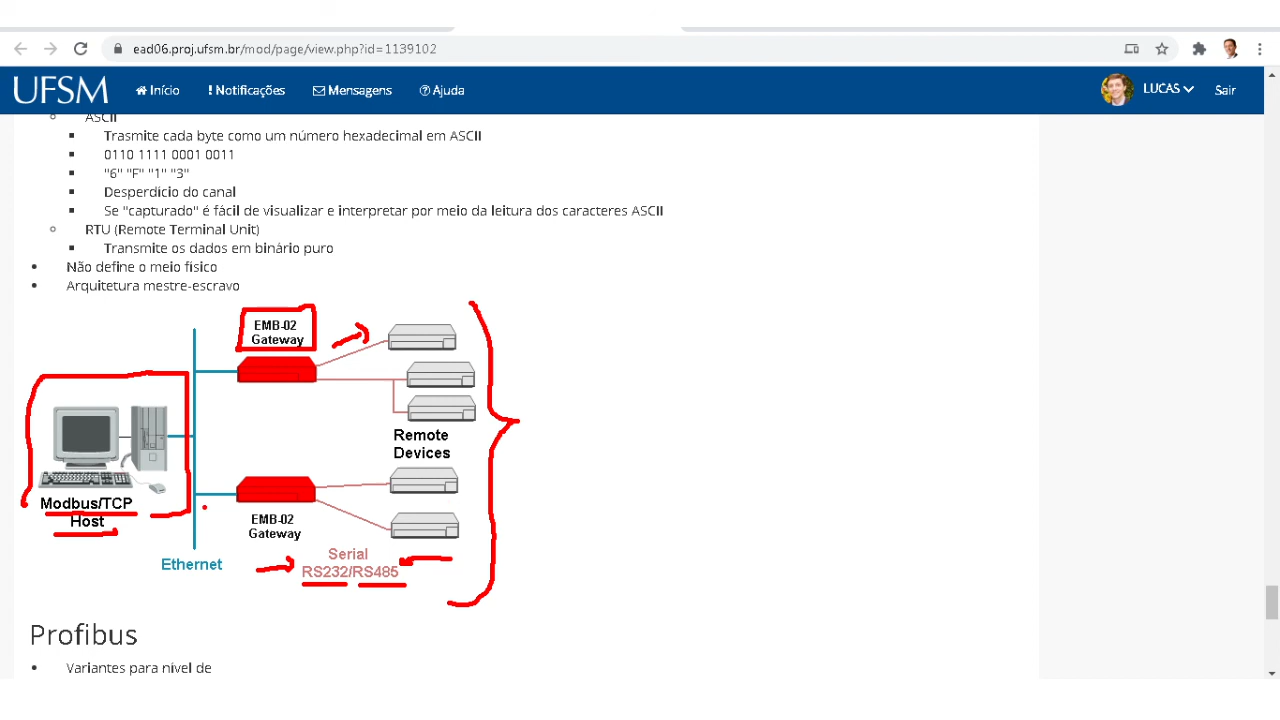 ead06.proj.ufsm.br/mod/page/view.php?id=1139102
UFSM Início Notificações Mensagens Ajuda LUCAS Sair
ASCII
Trasmite cada byte como um número hexadecimal em ASCII
0110 1111 0001 0011
"6" "F" "1" "3"
Desperdício do canal
Se "capturado" é fácil de visualizar e interpretar por meio da leitura dos caracteres ASCII
RTU (Remote Terminal Unit)
Transmite os dados em binário puro
Não define o meio físico
Arquitetura mestre-escravo
EMB-02
Gateway
Remote
Devices
Modbus/TCP
Host
EMB-02
Gateway
Ethernet
Serial
RS232/RS485
Profibus
Variantes para nível de